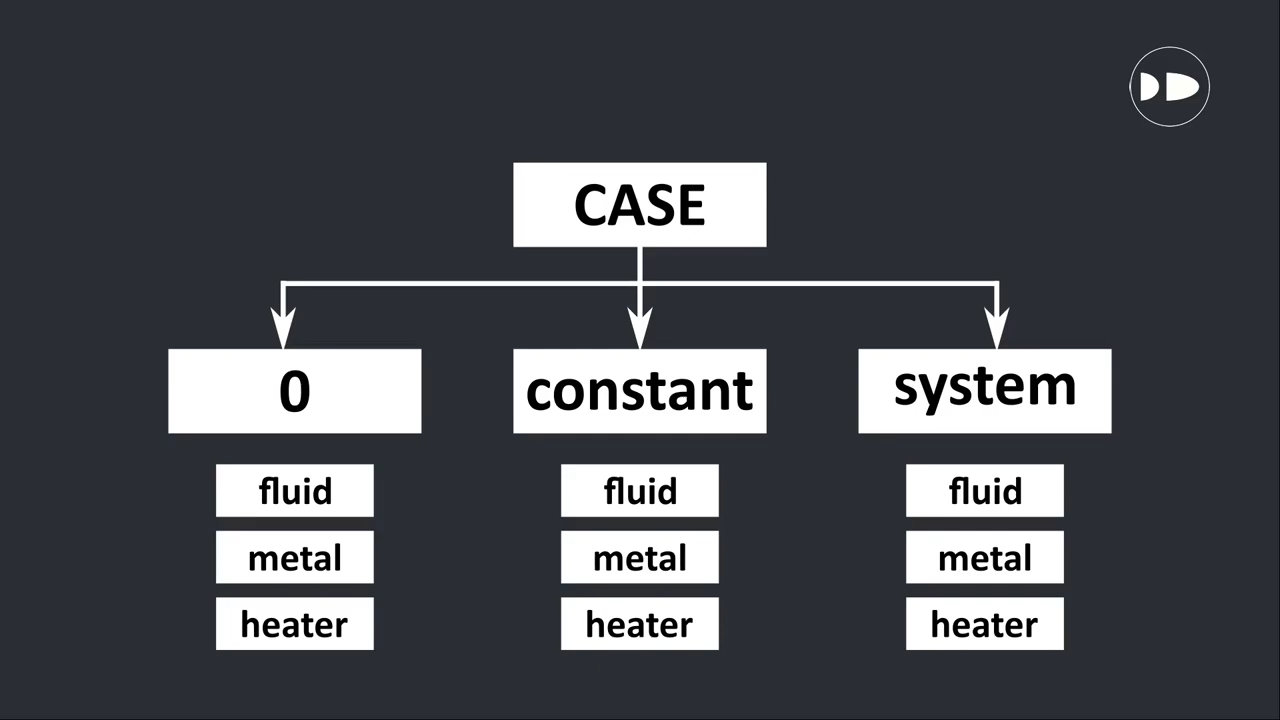 CASE
0
constant
system
fluid
fluid
fluid
metal
metal
metal
heater
heater
heater